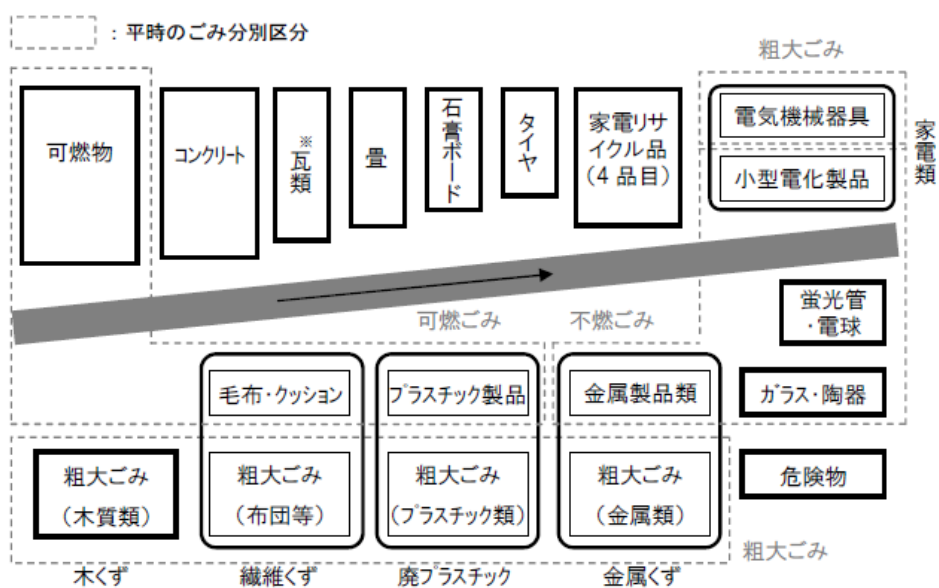 ：平時のごみ分別区分
粗大ごみ
可燃物
コンクリート
※瓦類
畳
石膏ボード
タイヤ
家電リサ
イクル品
(4品目)
電気機械器具
小型電化製品
家電類
蛍光管
・電球
可燃ごみ
不燃ごみ
毛布・クッション
プラスチック製品
金属製品類
ガラス・陶器
粗大ごみ
(木質類)
粗大ごみ
(布団等)
粗大ごみ
(プラスチック類)
粗大ごみ
(金属類)
危険物
粗大ごみ
木くず
繊維くず
廃プラスチック
金属くず